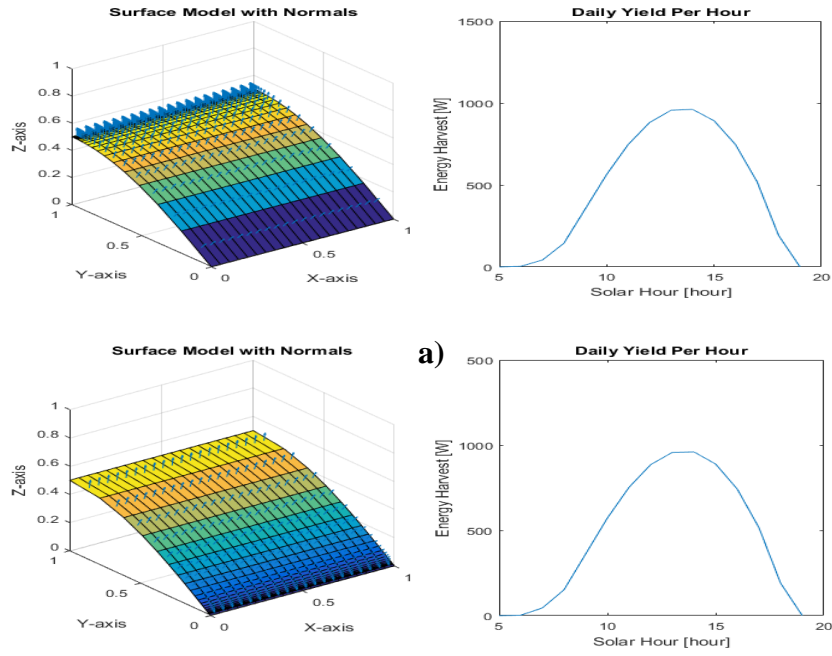 Surface Model with Normals
1
0.8
0.6
0.4
0.2
0
Z-axis
1
0.5
0
Y-axis
0
0.5
1
X-axis
Daily Yield Per Hour
1500
1000
500
0
Energy Harvest [W]
5
10
15
20
Solar Hour [hour]
a)
Surface Model with Normals
1
0.8
0.6
0.4
0.2
0
Z-axis
1
0.5
0
Y-axis
0
0.5
1
X-axis
Daily Yield Per Hour
500
1000
500
0
Energy Harvest [W]
5
10
15
20
Solar Hour [hour]